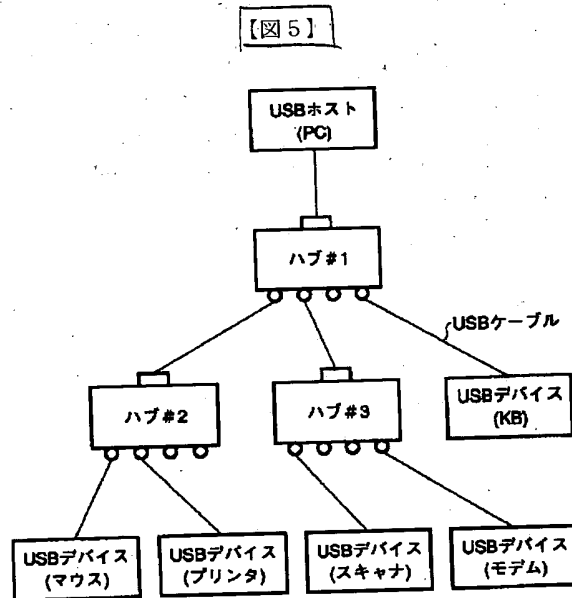 【図5】
USBホスト
(PC)
ハブ#1
USBケーブル
ハブ#2
ハブ#3
USBデバイス
(KB)
USBデバイス
(マウス)
USBデバイス
(プリンタ)
USBデバイス
(スキャナ)
USBデバイス
(モデム)